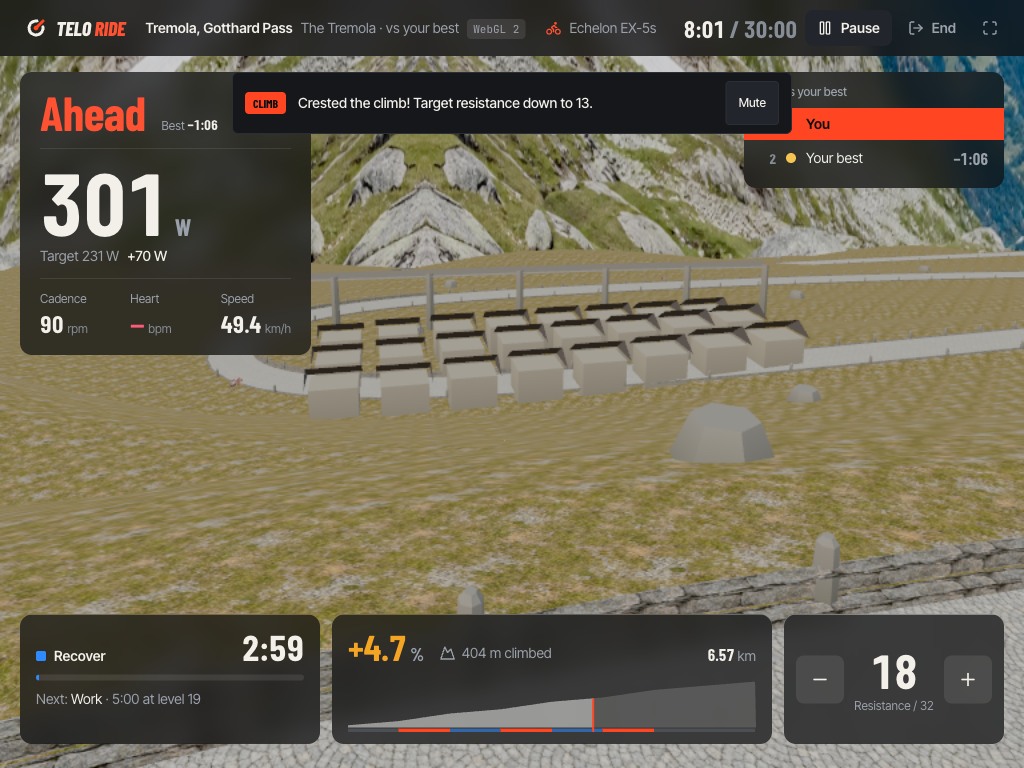 TELO RIDE Tremola, Gotthard Pass The Tremola · vs your best WebGL 2 Echelon EX-5s 8:01 / 30:00 Pause End
CLIMB Crested the climb! Target resistance down to 13. Mute
Ahead Best −1:06
301 W
Target 231 W +70 W
Cadence Heart Speed
90 rpm — bpm 49.4 km/h
s your best
You
2 Your best −1:06
Recover 2:59
Next: Work · 5:00 at level 19
+4.7 % 404 m climbed 6.57 km
− 18 +
Resistance / 32